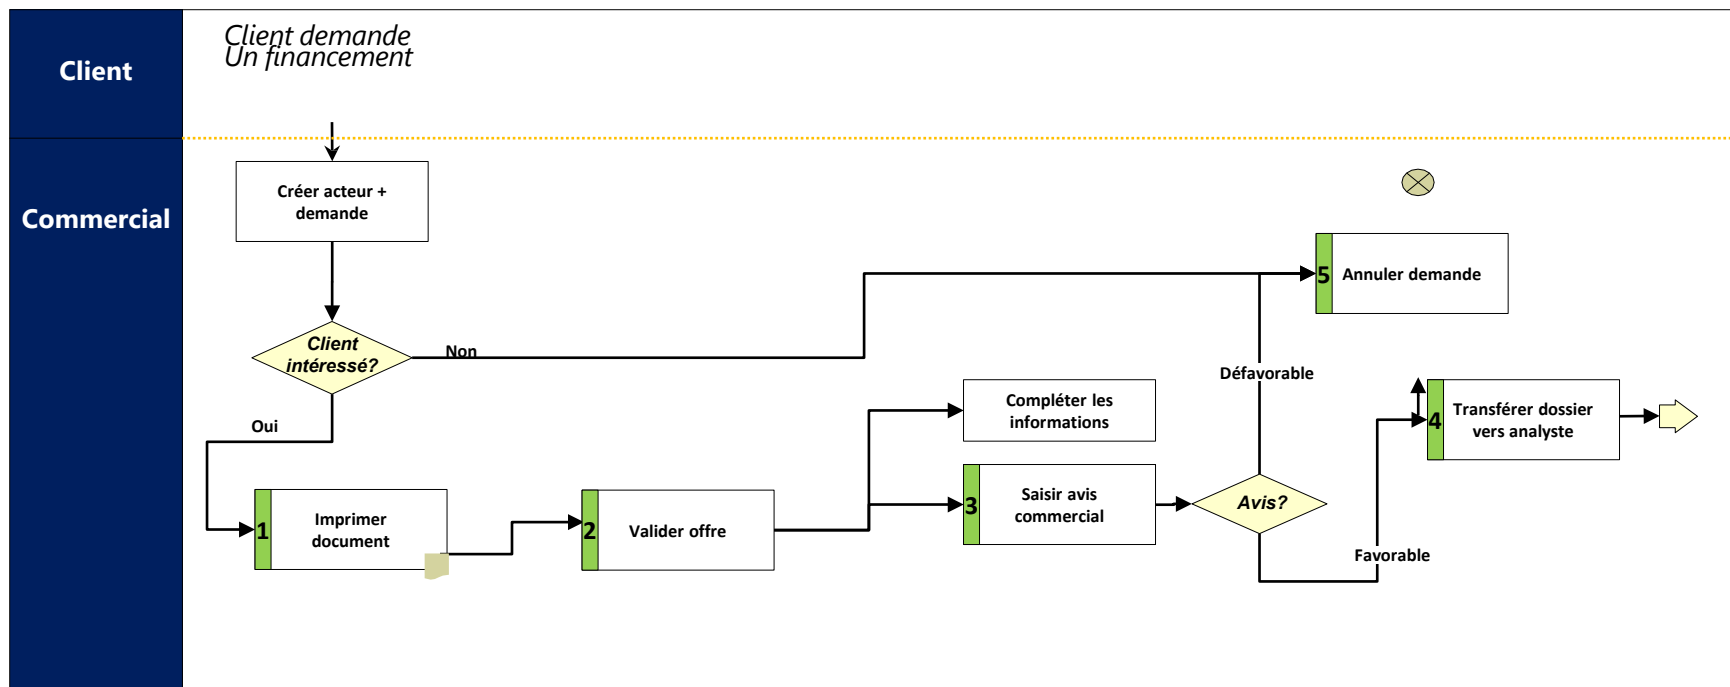 Client
Client demande
Un financement
Commercial
Créer acteur +
demande
5
Annuler demande
Client
intéressé?
Non
Oui
Défavorable
Compléter les
informations
4
Transférer dossier
vers analyste
1
Imprimer
document
2
Valider offre
3
Saisir avis
commercial
Avis?
Favorable